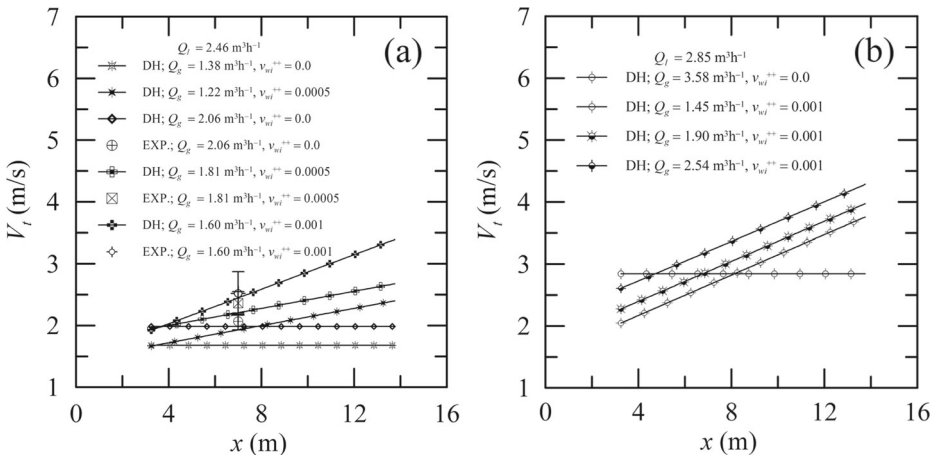 7
6
5
4
3
2
1
V_t (m/s)
(a)
Q_l = 2.46 m³h⁻¹
DH; Q_g = 1.38 m³h⁻¹, v_wi⁺⁺ = 0.0
DH; Q_g = 1.22 m³h⁻¹, v_wi⁺⁺ = 0.0005
DH; Q_g = 2.06 m³h⁻¹, v_wi⁺⁺ = 0.0
EXP.; Q_g = 2.06 m³h⁻¹, v_wi⁺⁺ = 0.0
DH; Q_g = 1.81 m³h⁻¹, v_wi⁺⁺ = 0.0005
EXP.; Q_g = 1.81 m³h⁻¹, v_wi⁺⁺ = 0.0005
DH; Q_g = 1.60 m³h⁻¹, v_wi⁺⁺ = 0.001
EXP.; Q_g = 1.60 m³h⁻¹, v_wi⁺⁺ = 0.001
0 4 8 12 16
x (m)
7
6
5
4
3
2
1
V_t (m/s)
(b)
Q_l = 2.85 m³h⁻¹
DH; Q_g = 3.58 m³h⁻¹, v_wi⁺⁺ = 0.0
DH; Q_g = 1.45 m³h⁻¹, v_wi⁺⁺ = 0.001
DH; Q_g = 1.90 m³h⁻¹, v_wi⁺⁺ = 0.001
DH; Q_g = 2.54 m³h⁻¹, v_wi⁺⁺ = 0.001
0 4 8 12 16
x (m)